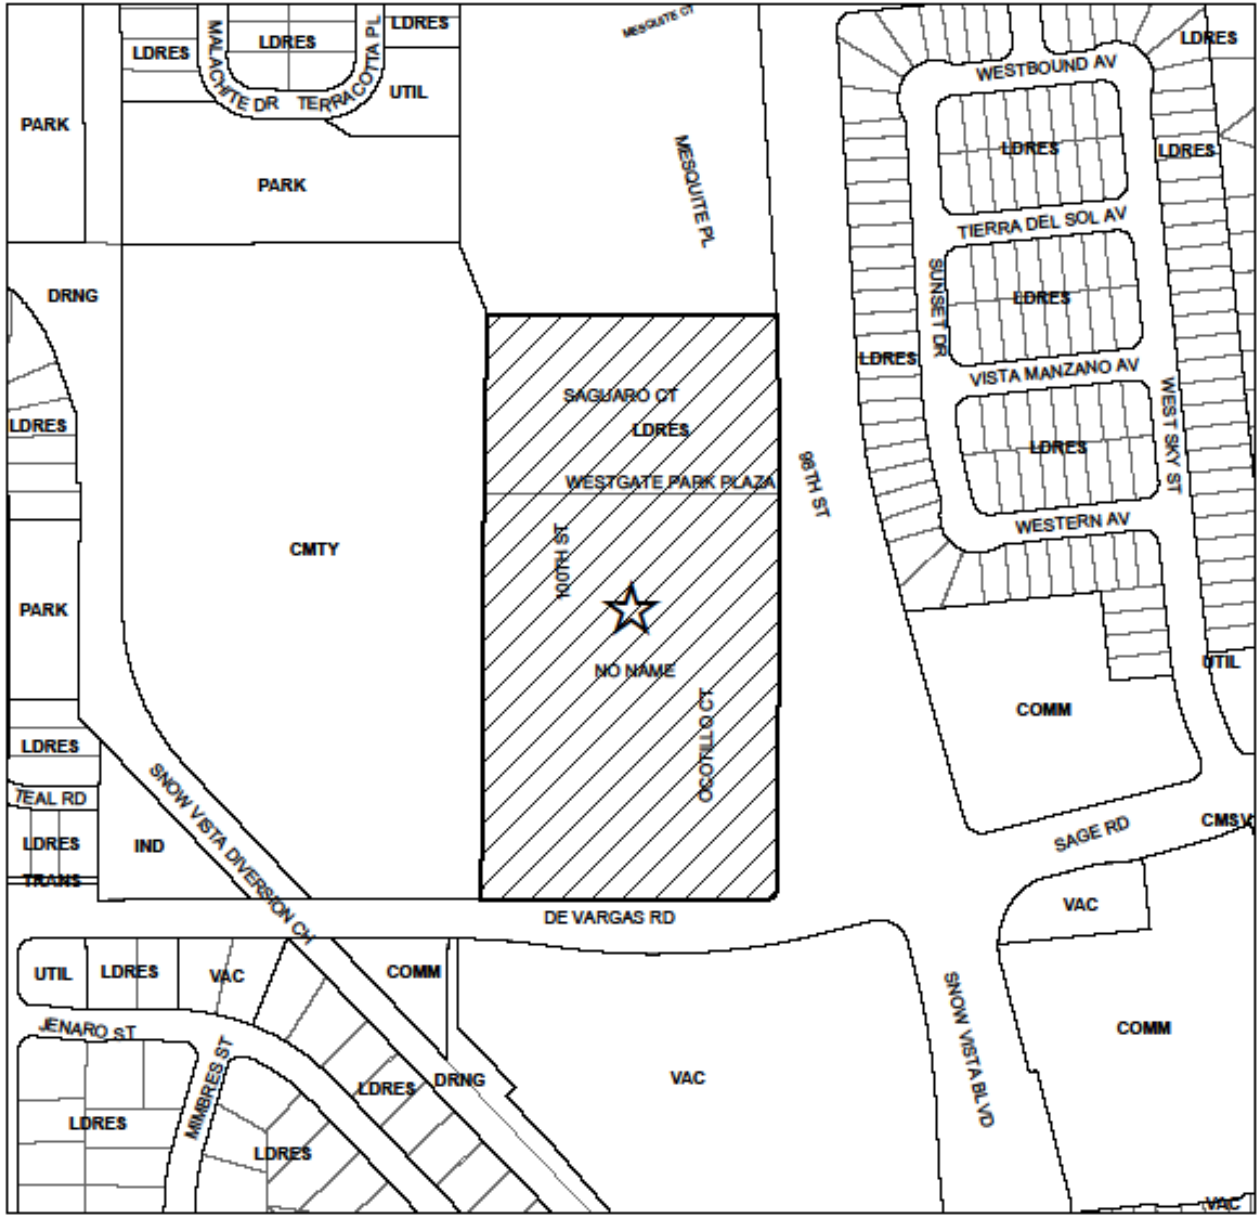 MESQUITE CT
LDRES
LDRES
LDRES
LDRES
MALACHITE DR
TERRACOTTA PL
UTIL
WESTBOUND AV
PARK
PARK
MESQUITE PL
LDRES
LDRES
TIERRA DEL SOL AV
DRNG
SUNSET DR
LDRES
LDRES
VISTA MANZANO AV
SAGUARO CT
LDRES
LDRES
WEST SKY ST
LDRES
WESTGATE PARK PLAZA
98TH ST
WESTERN AV
CMTY
100TH ST
PARK
NO NAME
UTIL
COMM
OCOTILLO CT
LDRES
TEAL RD
SNOW VISTA DIVERSION CH
LDRES
IND
SAGE RD
CMSV
TRANS
VAC
DE VARGAS RD
UTIL
LDRES
VAC
COMM
JENARO ST
SNOW VISTA BLVD
COMM
MIMBRES ST
LDRES
DRNG
VAC
LDRES
LDRES
VAC